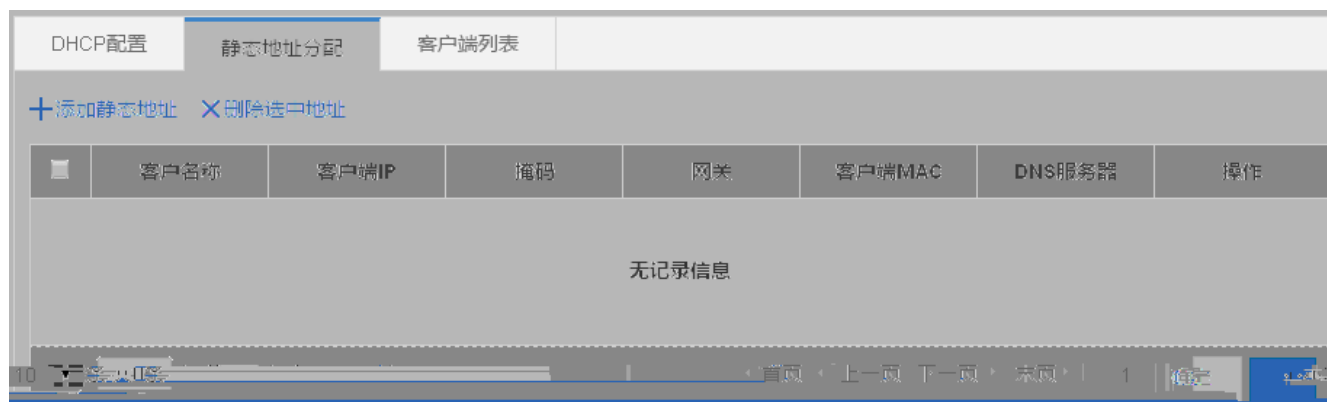 DHCP配置 静态地址分配 客户端列表
添加静态地址 删除选中地址
客户名称 客户端IP 掩码 网关 客户端MAC DNS服务器 操作
无记录信息
10 首页 上一页 下一页 末页 1 确定